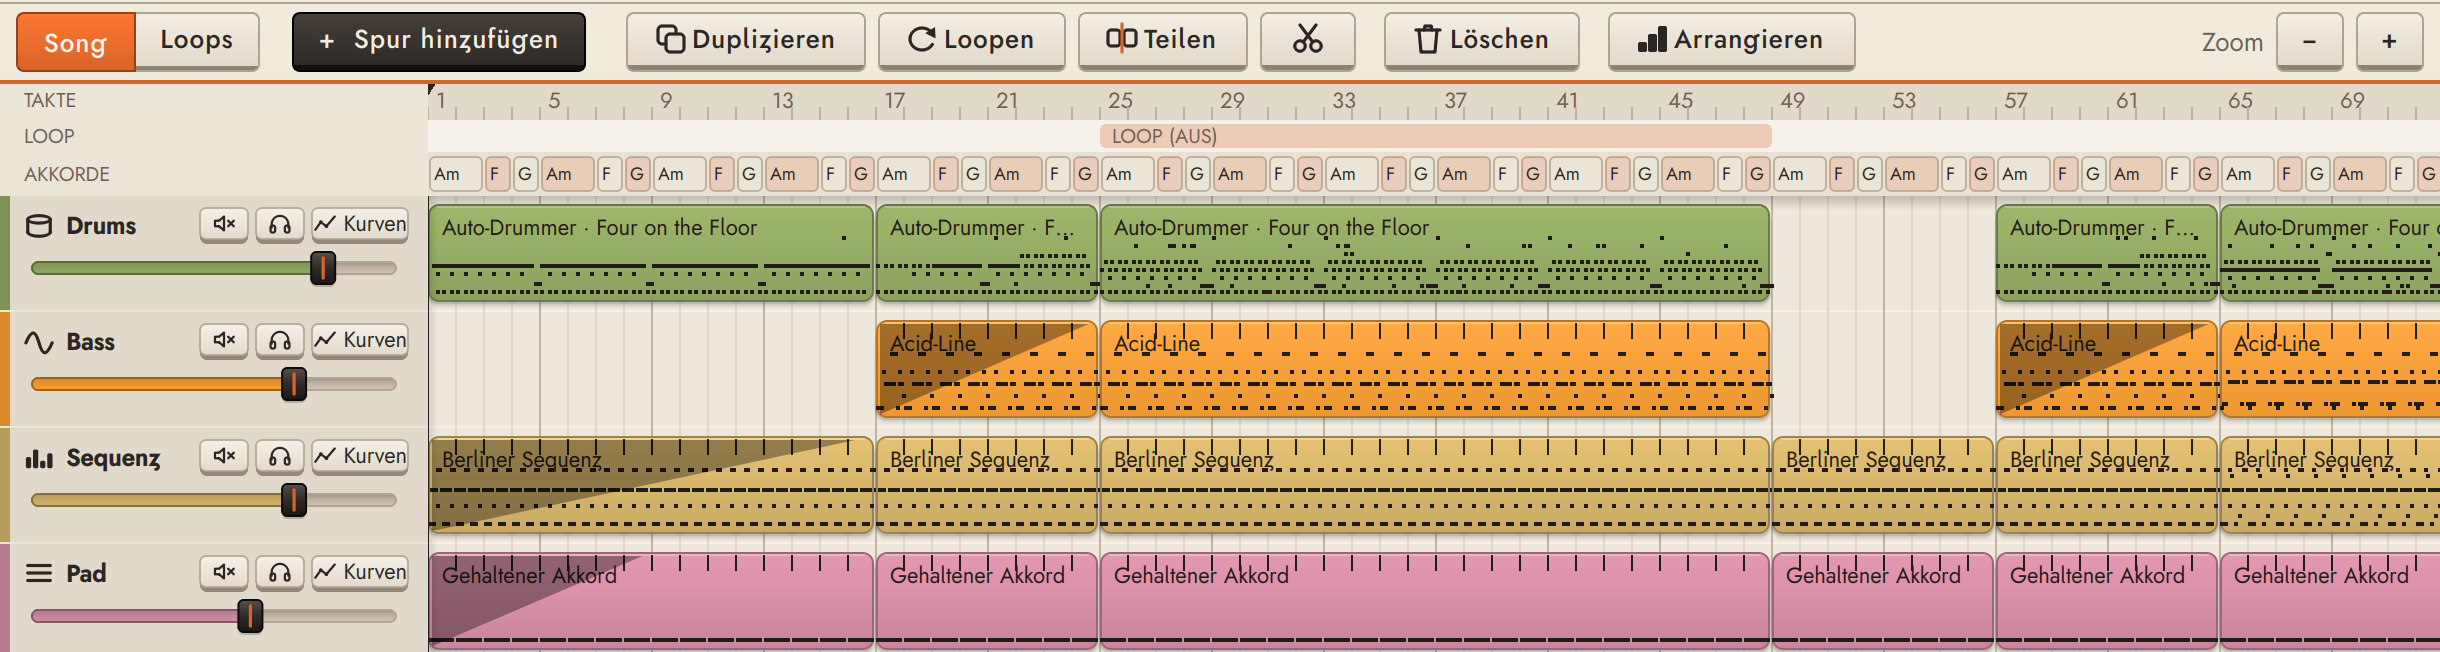 Song Loops + Spur hinzufügen Duplizieren Loopen Teilen Löschen Arrangieren Zoom − +
TAKTE 1 5 9 13 17 21 25 29 33 37 41 45 49 53 57 61 65 69
LOOP LOOP (AUS)
AKKORDE Am F G Am F G Am F G Am F G Am F G Am F G Am F G Am F G Am F G Am F G Am F G Am F G Am F G Am F G Am F G Am F G Am F G Am F G
Drums Kurven Auto-Drummer · Four on the Floor Auto-Drummer · F... Auto-Drummer · Four on the Floor Auto-Drummer · F... Auto-Drummer · Four
Bass Kurven Acid-Line Acid-Line Acid-Line Acid-Line
Sequenz Kurven Berliner Sequenz Berliner Sequenz Berliner Sequenz Berliner Sequenz Berliner Sequenz Berliner Sequenz
Pad Kurven Gehaltener Akkord Gehaltener Akkord Gehaltener Akkord Gehaltener Akkord Gehaltener Akkord Gehaltener Akkord